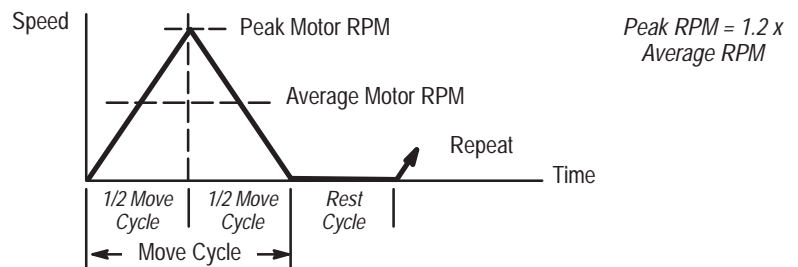 Speed
Peak Motor RPM
Peak RPM = 1.2 x
Average RPM
Average Motor RPM
Repeat
Time
1/2 Move
Cycle
1/2 Move
Cycle
Rest
Cycle
Move Cycle